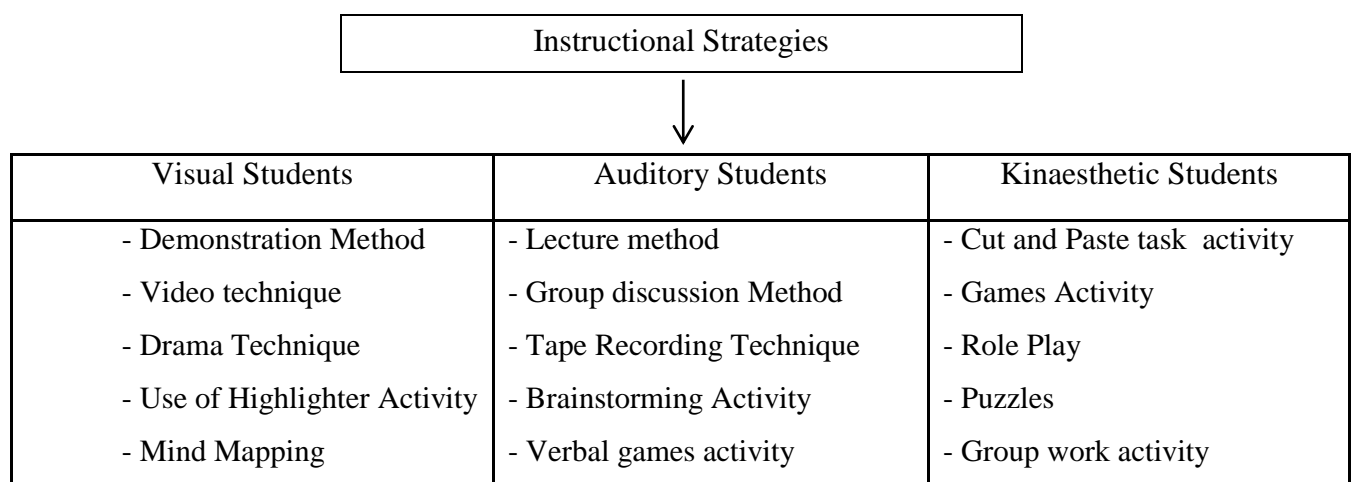 Instructional Strategies
Visual Students
Auditory Students
Kinaesthetic Students
- Demonstration Method
- Video technique
- Drama Technique
- Use of Highlighter Activity
- Mind Mapping
- Lecture method
- Group discussion Method
- Tape Recording Technique
- Brainstorming Activity
- Verbal games activity
- Cut and Paste task activity
- Games Activity
- Role Play
- Puzzles
- Group work activity